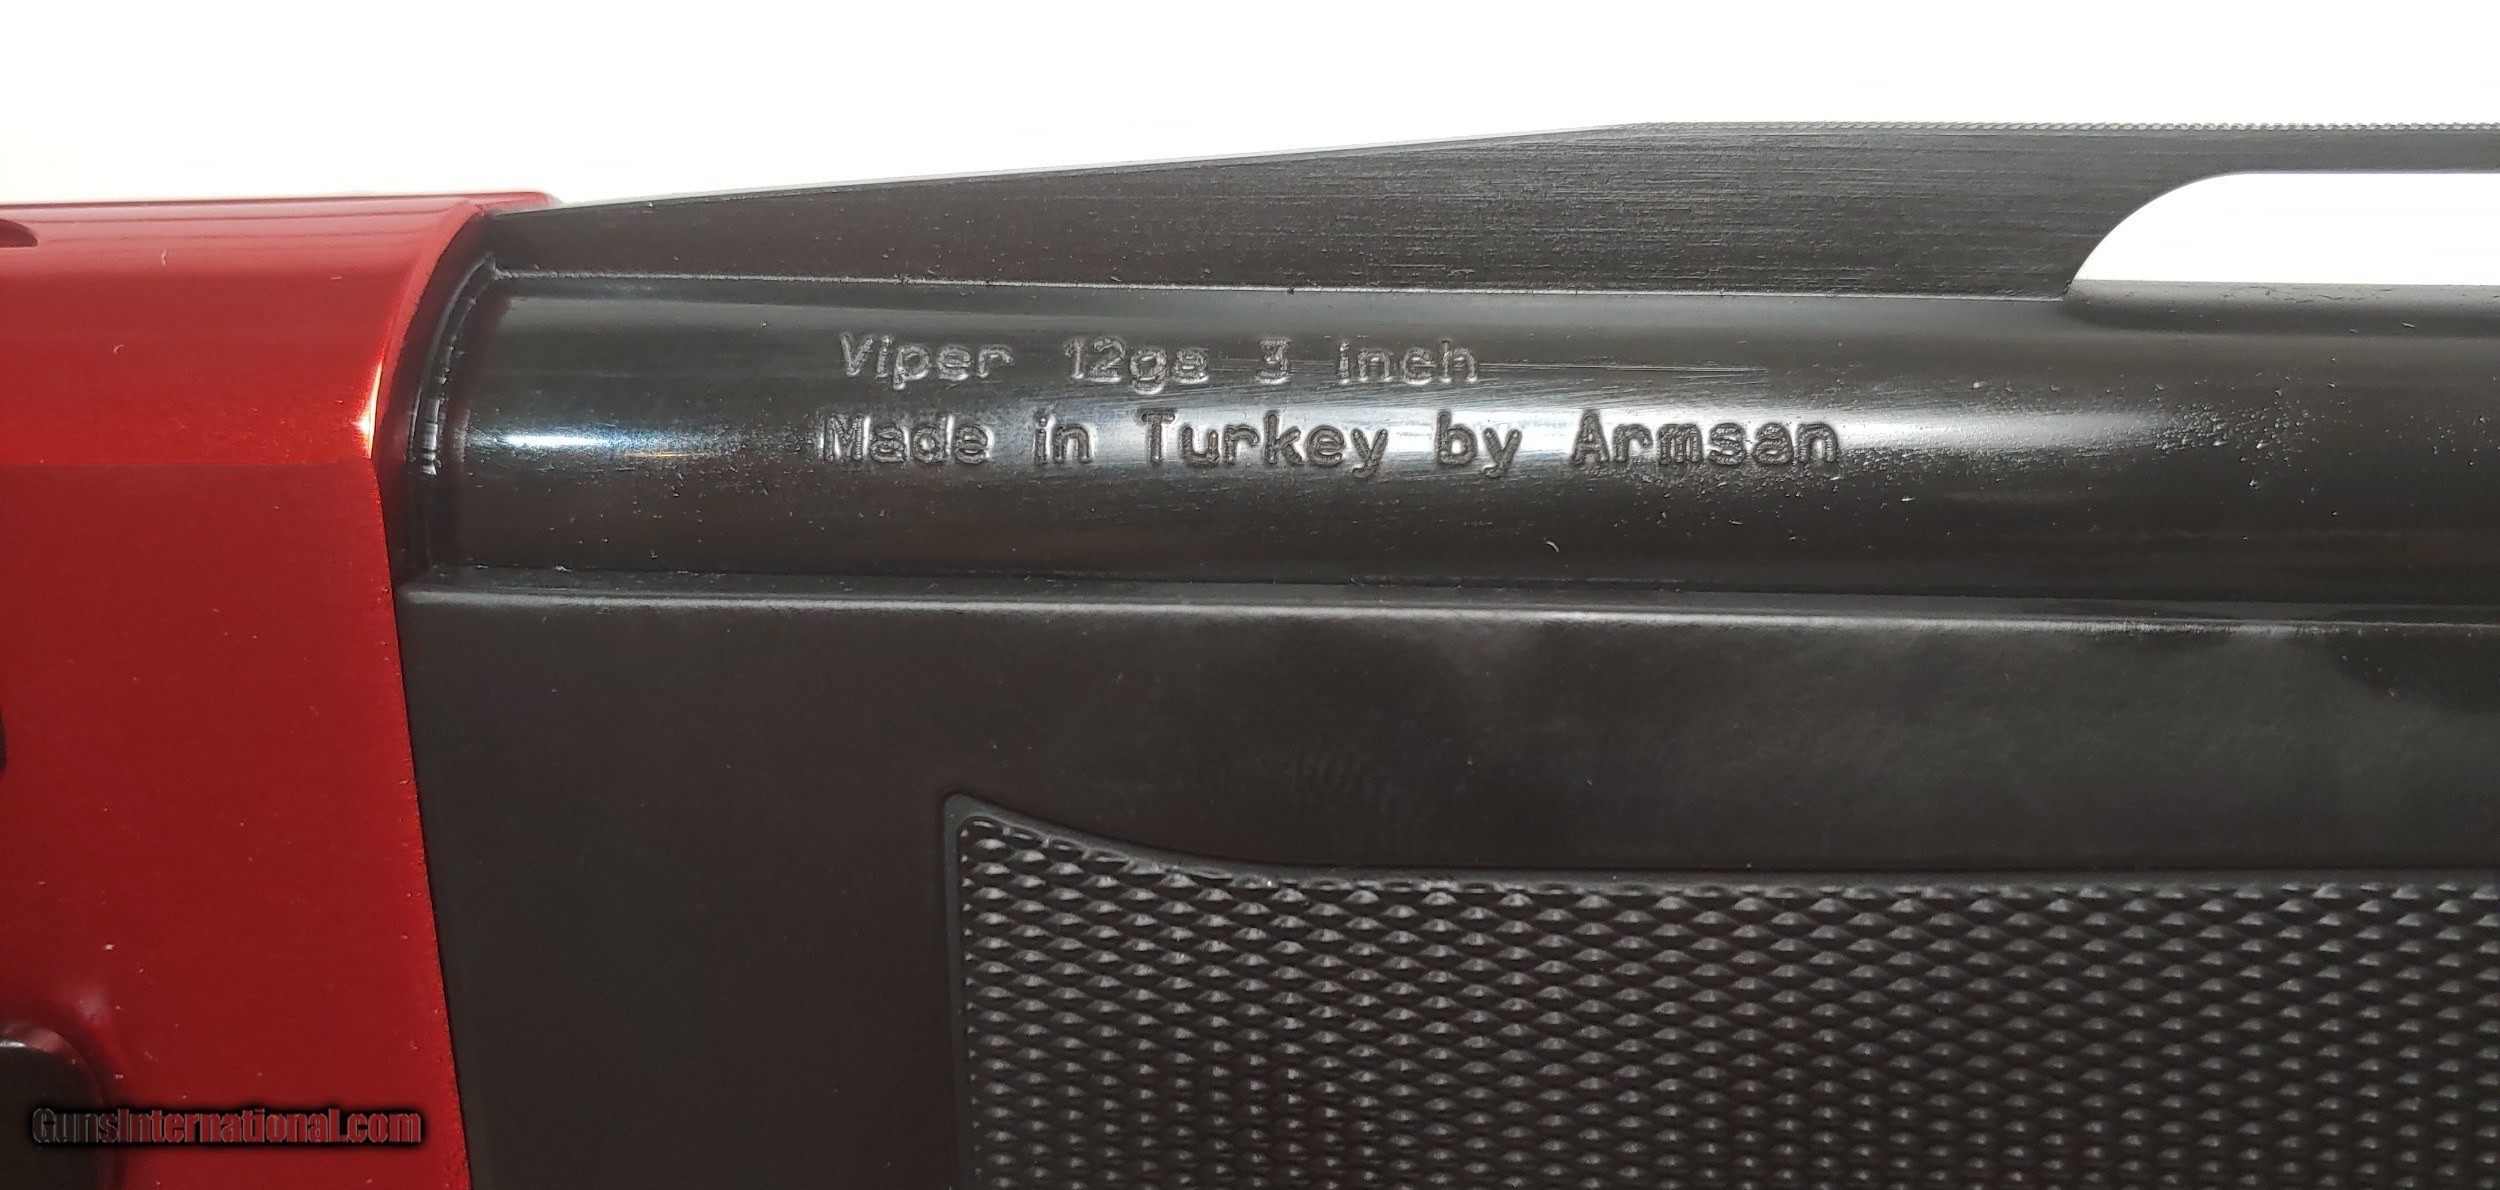 Viper 12ga 3 inch
Made in Turkey by Armsan
GunsInternational.com